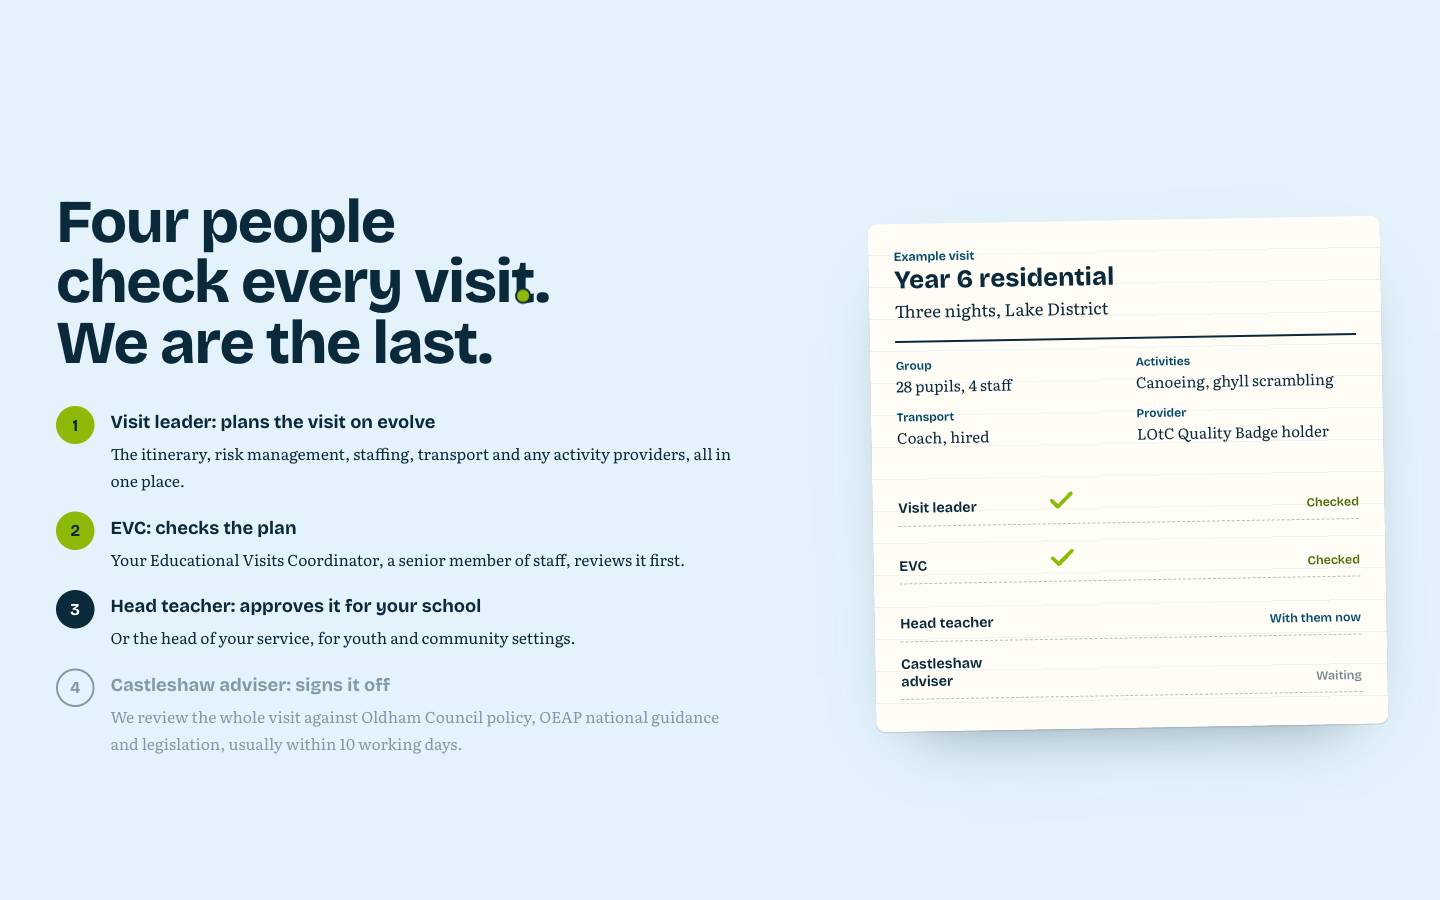 Four people
check every visit.
We are the last.
1
Visit leader: plans the visit on evolve
The itinerary, risk management, staffing, transport and any activity providers, all in
one place.
2
EVC: checks the plan
Your Educational Visits Coordinator, a senior member of staff, reviews it first.
3
Head teacher: approves it for your school
Or the head of your service, for youth and community settings.
4
Castleshaw adviser: signs it off
We review the whole visit against Oldham Council policy, OEAP national guidance
and legislation, usually within 10 working days.
Example visit
Year 6 residential
Three nights, Lake District
Group
28 pupils, 4 staff
Activities
Canoeing, ghyll scrambling
Transport
Coach, hired
Provider
LOtC Quality Badge holder
Visit leader Checked
EVC Checked
Head teacher With them now
Castleshaw
adviser Waiting